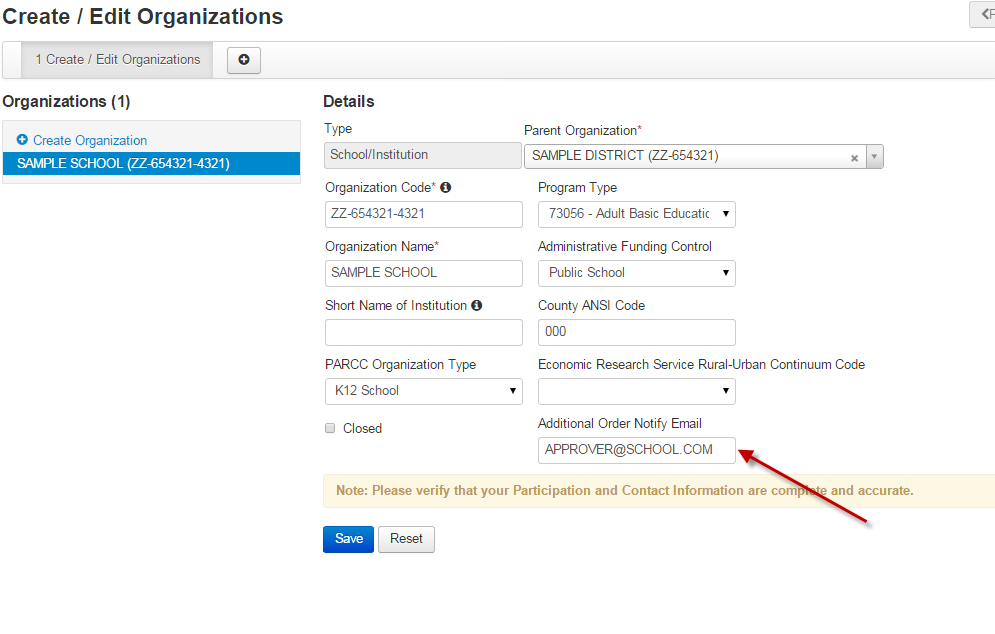 Create / Edit Organizations
1 Create / Edit Organizations
Organizations (1)
Create Organization
SAMPLE SCHOOL (ZZ-654321-4321)
Details
Type
Parent Organization*
School/Institution
SAMPLE DISTRICT (ZZ-654321)
Organization Code*
Program Type
ZZ-654321-4321
73056 - Adult Basic Educatic
Organization Name*
Administrative Funding Control
SAMPLE SCHOOL
Public School
Short Name of Institution
County ANSI Code
000
PARCC Organization Type
Economic Research Service Rural-Urban Continuum Code
K12 School
Closed
Additional Order Notify Email
APPROVER@SCHOOL.COM
Note: Please verify that your Participation and Contact Information are complete and accurate.
Save
Reset